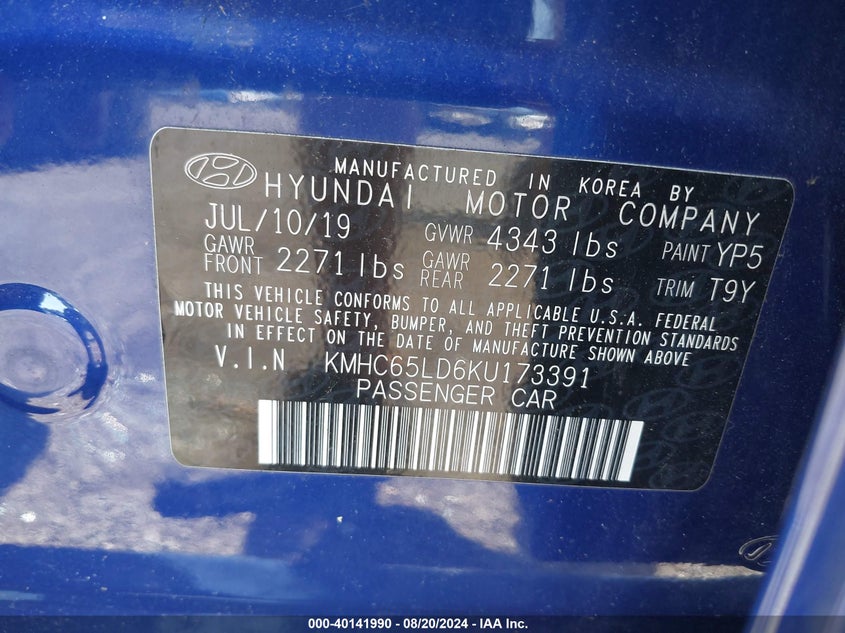 MANUFACTURED IN KOREA BY
HYUNDAI MOTOR COMPANY
JUL/10/19 GVWR 4343 lbs PAINT YP5
GAWR FRONT 2271 lbs GAWR REAR 2271 lbs TRIM T9Y
THIS VEHICLE CONFORMS TO ALL APPLICABLE U.S.A. FEDERAL
MOTOR VEHICLE SAFETY, BUMPER, AND THEFT PREVENTION STANDARDS
IN EFFECT ON THE DATE OF MANUFACTURE SHOWN ABOVE
V.I.N KMHC65LD6KU173391
PASSENGER CAR
000-40141990 - 08/20/2024 - IAA Inc.